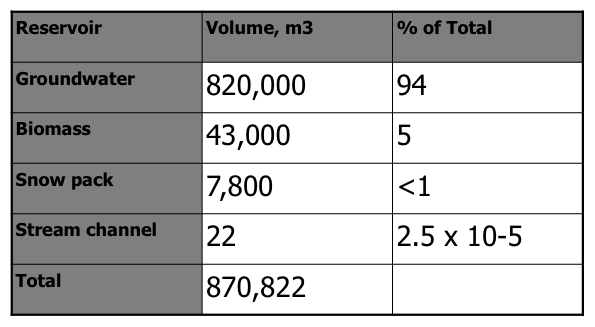 Reservoir Volume, m3 % of Total
Groundwater 820,000 94
Biomass 43,000 5
Snow pack 7,800 <1
Stream channel 22 2.5 x 10-5
Total 870,822